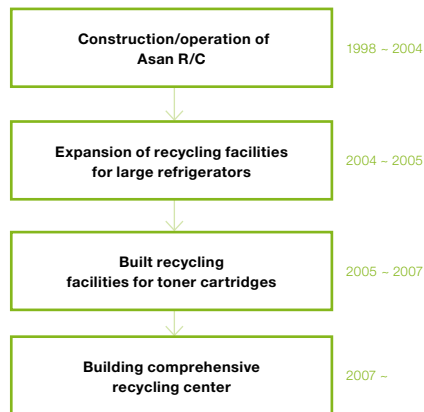 Construction/operation of
Asan R/C
1998 ~ 2004
Expansion of recycling facilities
for large refrigerators
2004 ~ 2005
Built recycling
facilities for toner cartridges
2005 ~ 2007
Building comprehensive
recycling center
2007 ~